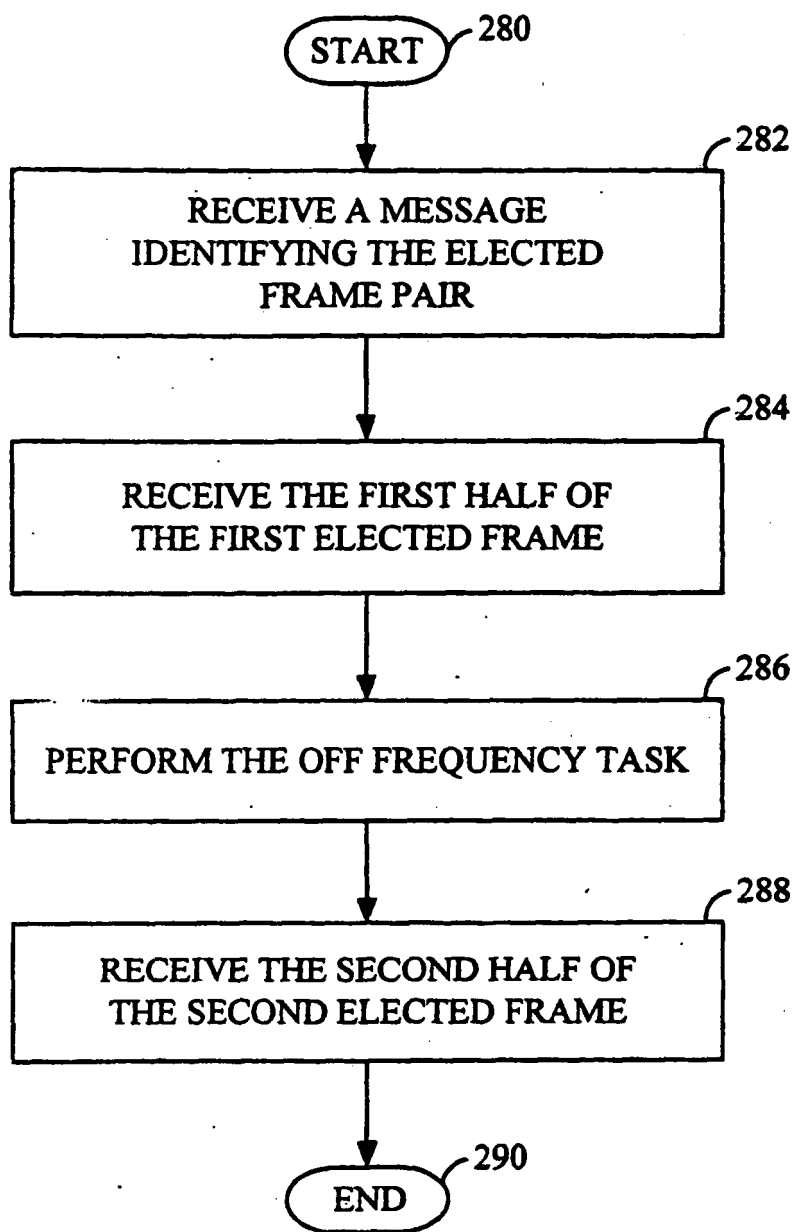 START
280
282
RECEIVE A MESSAGE
IDENTIFYING THE ELECTED
FRAME PAIR
284
RECEIVE THE FIRST HALF OF
THE FIRST ELECTED FRAME
286
PERFORM THE OFF FREQUENCY TASK
288
RECEIVE THE SECOND HALF OF
THE SECOND ELECTED FRAME
290
END